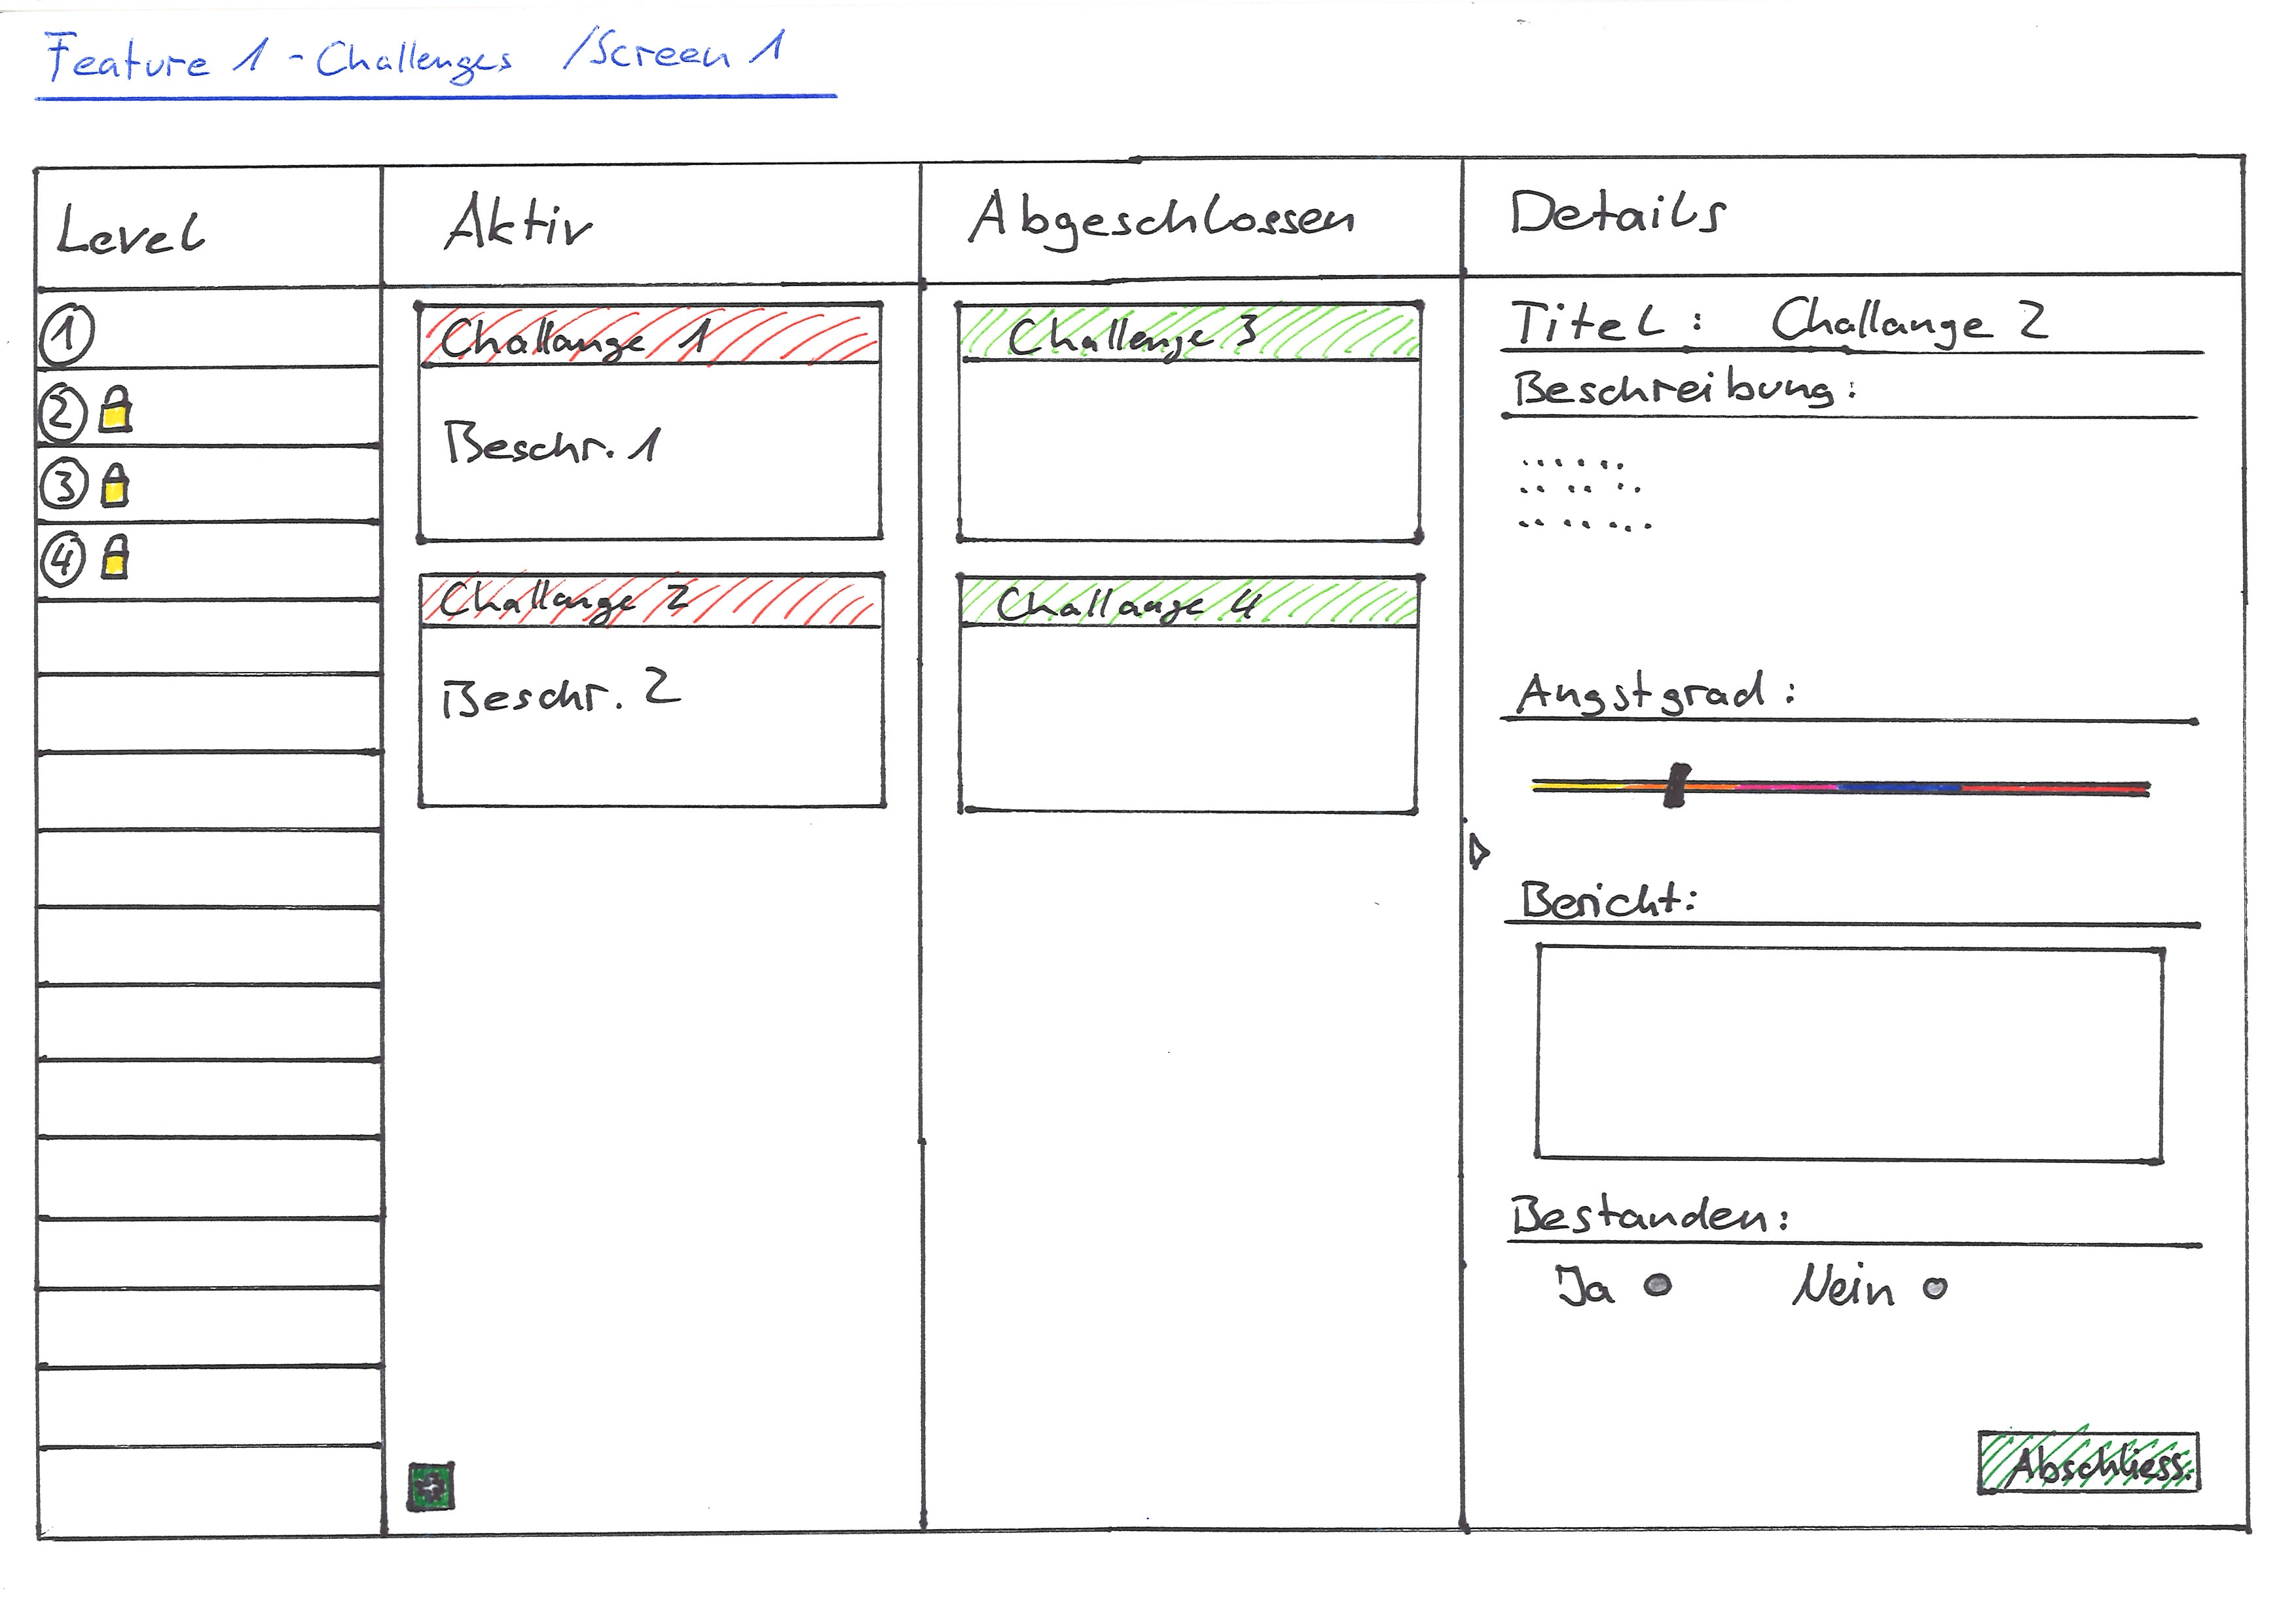 Feature 1 - Challenges / Screen 1
Level
Aktiv
Abgeschlossen
Details
1
2
3
4
Challange 1
Beschr. 1
Challange 2
Beschr. 2
Challenge 3
Challange 4
Titel : Challange 2
Beschreibung :
Angstgrad :
Bericht:
Bestanden:
Ja
Nein
Abschliess.